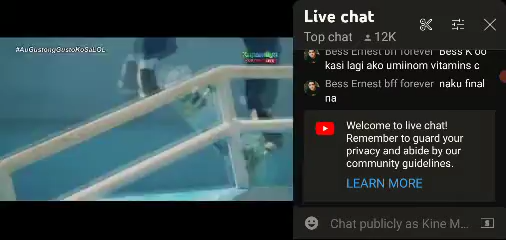 #AuGustongGustoKoSaLOL
Live chat
Top chat 12K
Bess Ernest bff forever Bess K oo
kasi lagi ako umiinom vitamins c
Bess Ernest bff forever naku final
na
Welcome to live chat!
Remember to guard your
privacy and abide by our
community guidelines.
LEARN MORE
Chat publicly as Kine M...